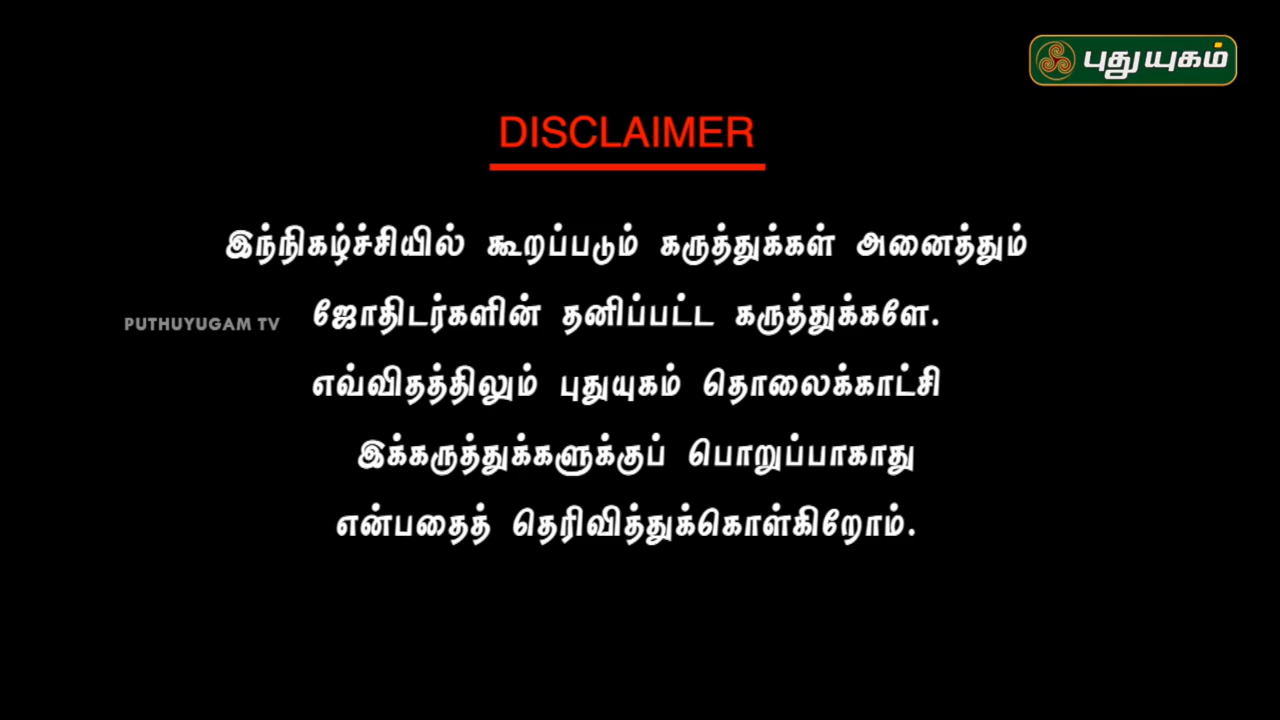 புதுயுகம்
DISCLAIMER
இந்நிகழ்ச்சியில் கூறப்படும் கருத்துக்கள் அனைத்தும்
PUTHUYUGAM TV
ஜோதிடர்களின் தனிப்பட்ட கருத்துக்களே.
எவ்விதத்திலும் புதுயுகம் தொலைக்காட்சி
இக்கருத்துக்களுக்குப் பொறுப்பாகாது
என்பதைத் தெரிவித்துக்கொள்கிறோம்.